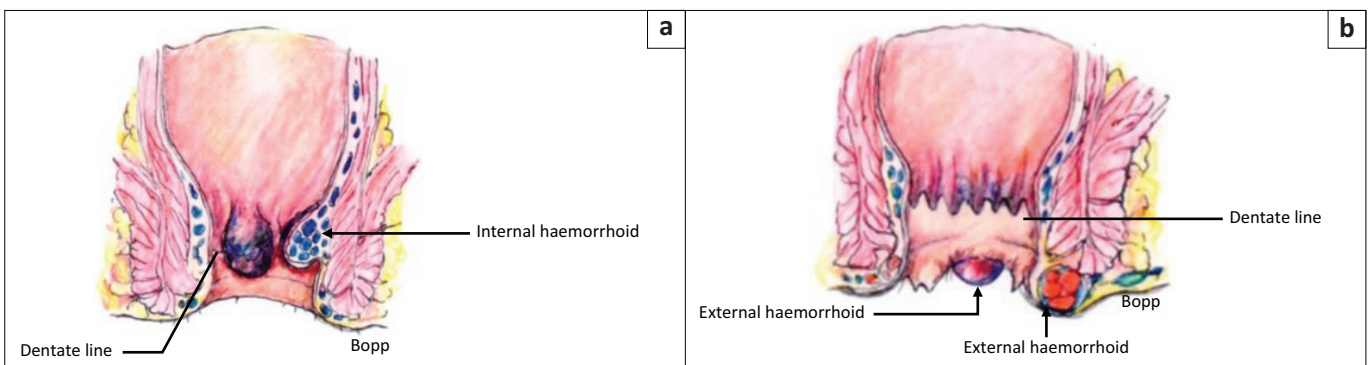 a
Internal haemorrhoid
Dentate line
Bopp
b
Dentate line
External haemorrhoid
Bopp
External haemorrhoid